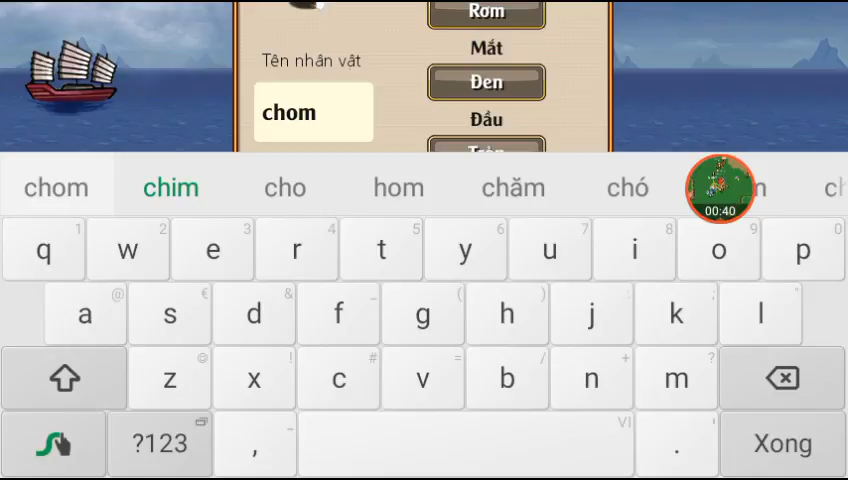 Rơm
Mắt
Tên nhân vật
Đen
chom
Đầu
chom chim cho hom chăm chó
00:40
1 2 3 4 5 6 7 8 9 0
q w e r t y u i o p
@ € & _ ( ) : ; "
a s d f g h j k l
© ! # = / + ?
z x c v b n m
VI
?123 , . Xong